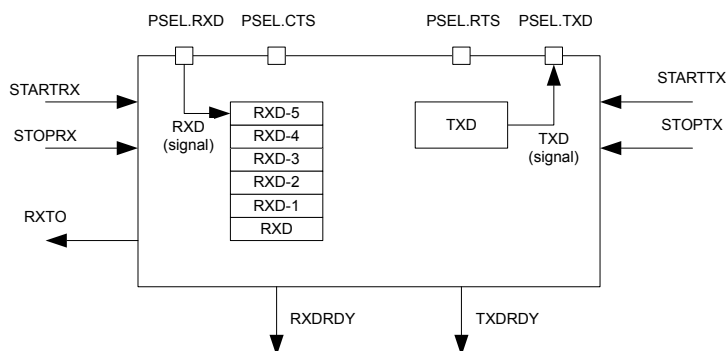 PSEL.RXD PSEL.CTS PSEL.RTS PSEL.TXD
STARTRX
STARTTX
RXD-5
RXD
(signal)
TXD
TXD
(signal)
STOPRX
STOPTX
RXD-4
RXD-3
RXD-2
RXD-1
RXD
RXTO
RXDRDY
TXDRDY